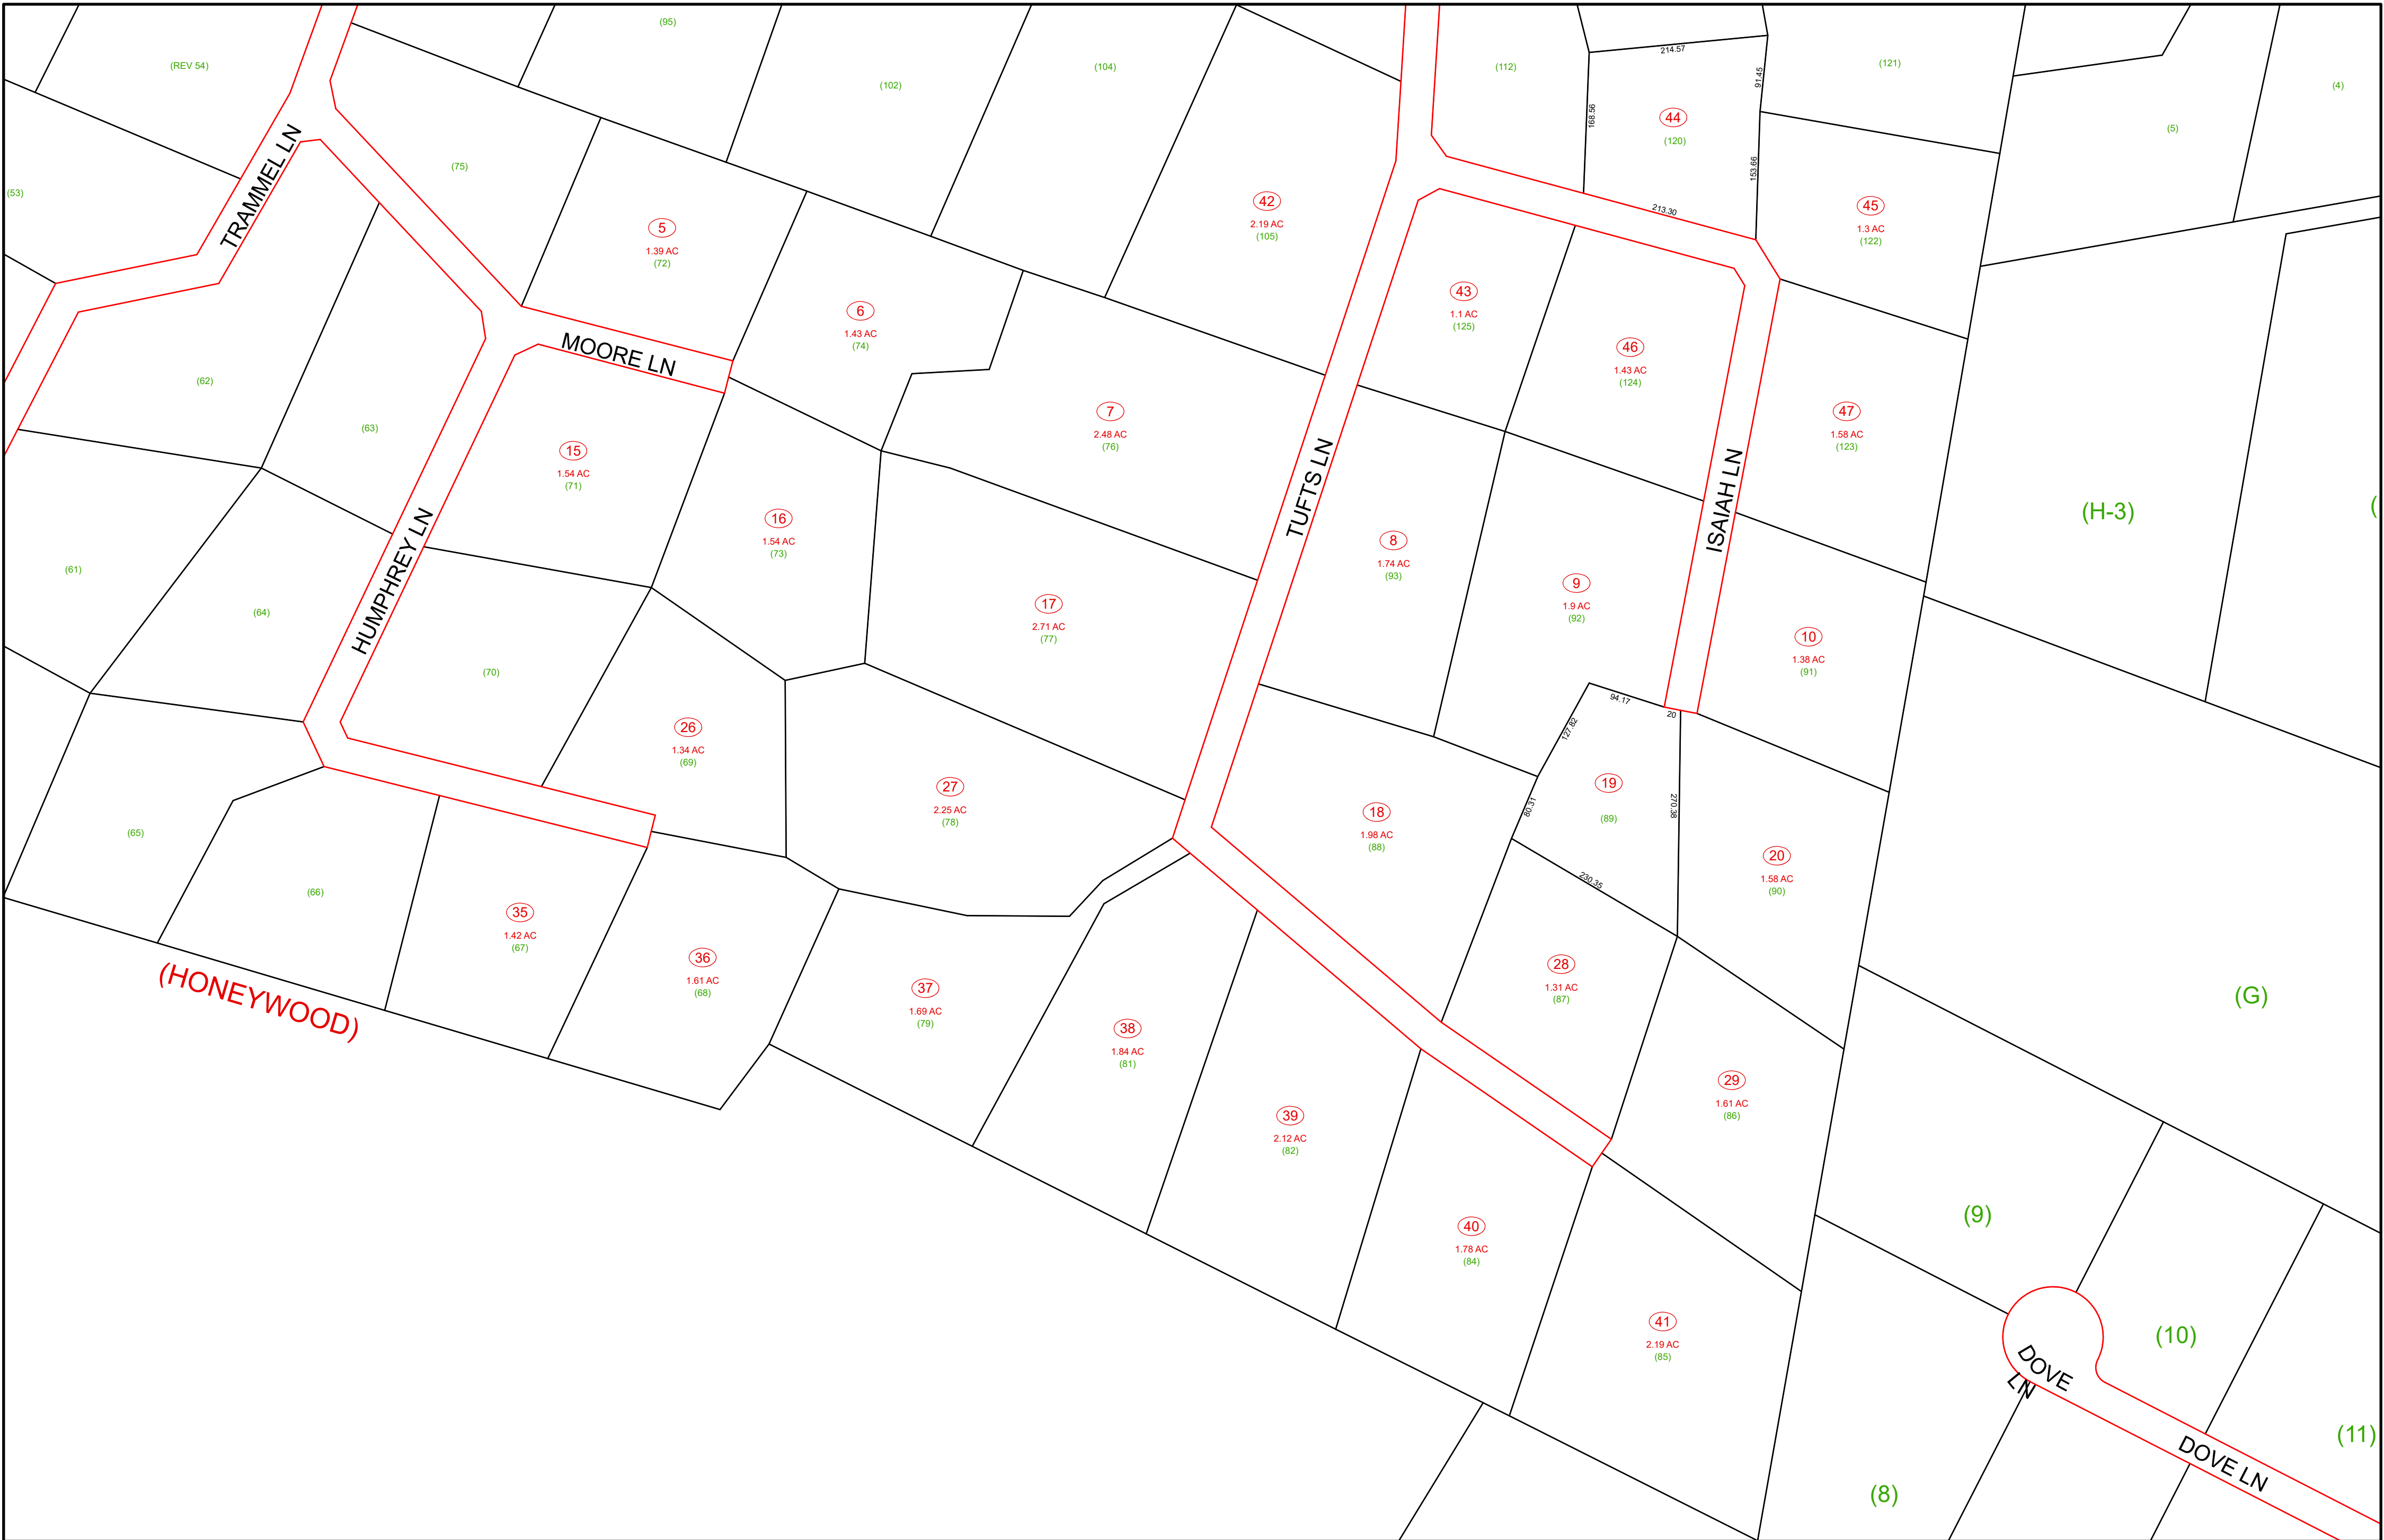 (95)
(REV 54)
(102)
(104)
(112)
214.57
91.45
168.56
44
(120)
153.66
213.30
(121)
(4)
(5)
(53)
TRAMMEL LN
(75)
5
1.39 AC
(72)
42
2.19 AC
(105)
45
1.3 AC
(122)
6
1.43 AC
(74)
43
1.1 AC
(125)
46
1.43 AC
(124)
MOORE LN
(62)
(63)
7
2.48 AC
(76)
47
1.58 AC
(123)
15
1.54 AC
(71)
TUFTS LN
ISAIAH LN
(H-3)
(
16
1.54 AC
(73)
HUMPHREY LN
8
1.74 AC
(93)
(61)
(64)
17
2.71 AC
(77)
9
1.9 AC
(92)
10
1.38 AC
(91)
(70)
94.17
20
127.82
26
1.34 AC
(69)
27
2.25 AC
(78)
18
1.98 AC
(88)
19
(89)
80.31
270.38
230.35
(65)
20
1.58 AC
(90)
(66)
35
1.42 AC
(67)
36
1.61 AC
(68)
37
1.69 AC
(79)
28
1.31 AC
(87)
(G)
(HONEYWOOD)
38
1.84 AC
(81)
29
1.61 AC
(86)
39
2.12 AC
(82)
40
1.78 AC
(84)
(9)
41
2.19 AC
(85)
(10)
DOVE
LN
(11)
DOVE LN
(8)